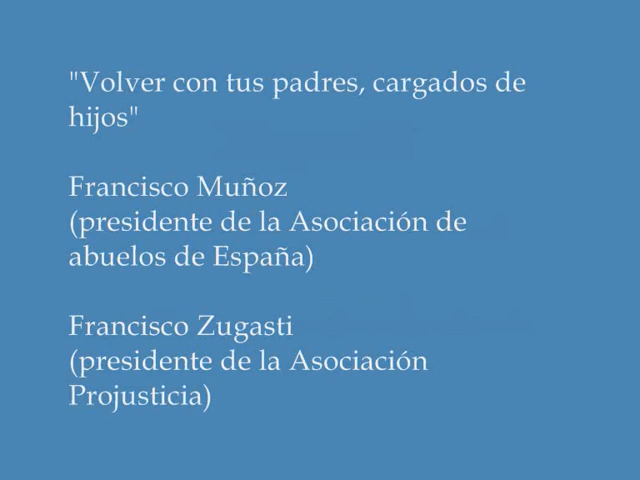 "Volver con tus padres, cargados de
hijos"
Francisco Muñoz
(presidente de la Asociación de
abuelos de España)
Francisco Zugasti
(presidente de la Asociación
Projusticia)